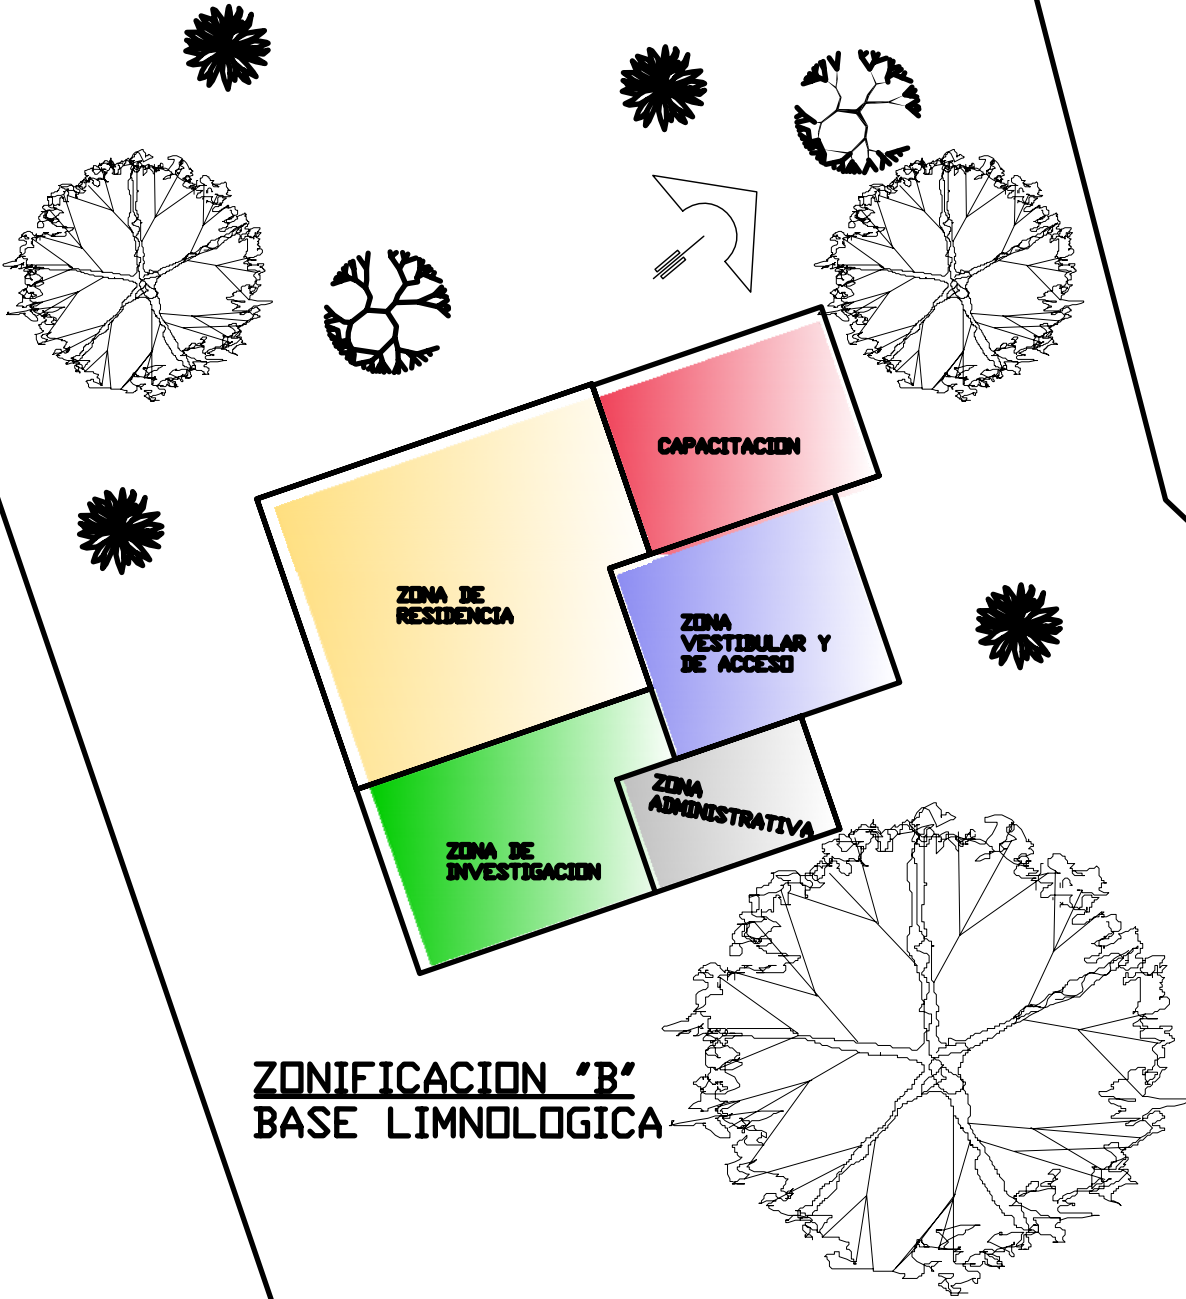 CAPACITACION
ZONA DE
RESIDENCIA
ZONA
VESTIBULAR Y
DE ACCESO
ZONA
ADMINISTRATIVA
ZONA DE
INVESTIGACION
ZONIFICACION "B"
BASE LIMNOLOGICA